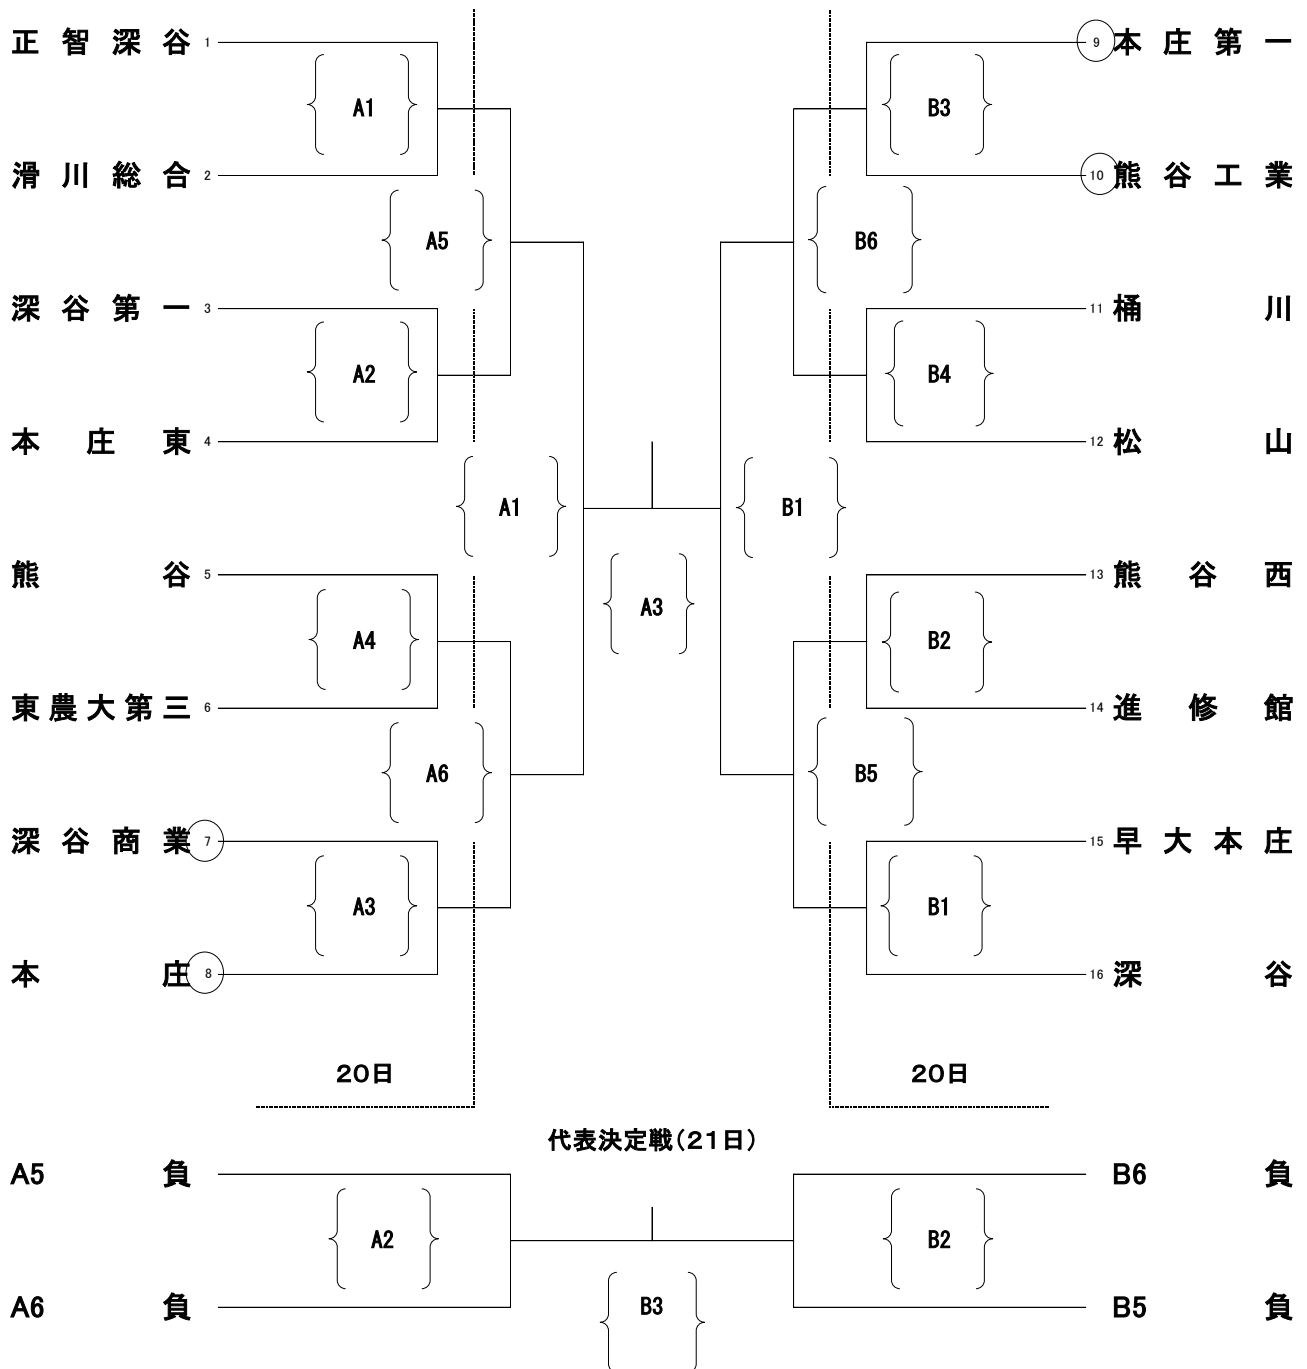 正智深谷 1 9 本庄第一
A1 B3
滑川総合 2 10 熊谷工業
A5 B6
深谷第一 3 11 桶川
A2 B4
本庄東 4 12 松山
A1 B1
熊谷 5 13 熊谷西
A3
A4 B2
東農大第三 6 14 進修館
A6 B5
深谷商業 7 15 早大本庄
A3 B1
本庄 8 16 深谷
20日 20日
代表決定戦(21日)
A5 負 B6 負
A2 B2
A6 負 B3 B5 負